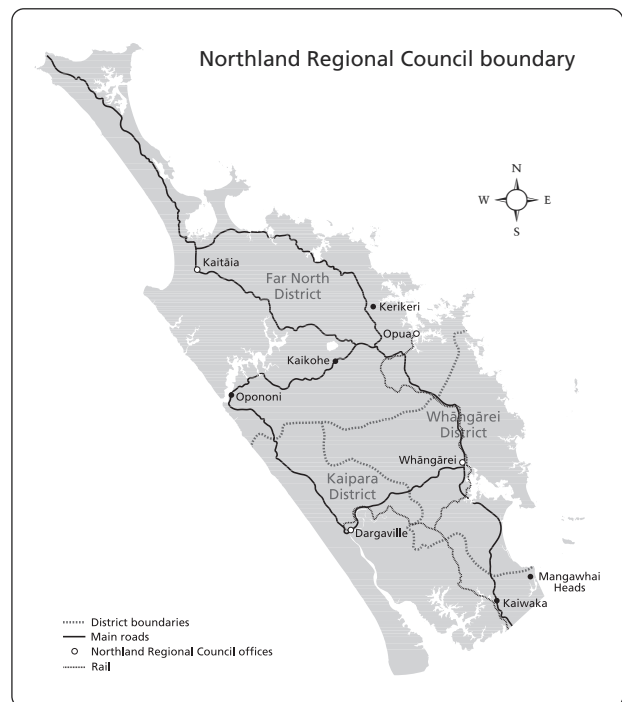 Northland Regional Council boundary
N
W
E
S
Kaitāia
Far North
District
Kerikeri
Opua
Kaikohe
Opononi
Whāngārei
District
Whāngārei
Kaipara
District
Dargaville
Mangawhai
Heads
Kaiwaka
District boundaries
Main roads
Northland Regional Council offices
Rail